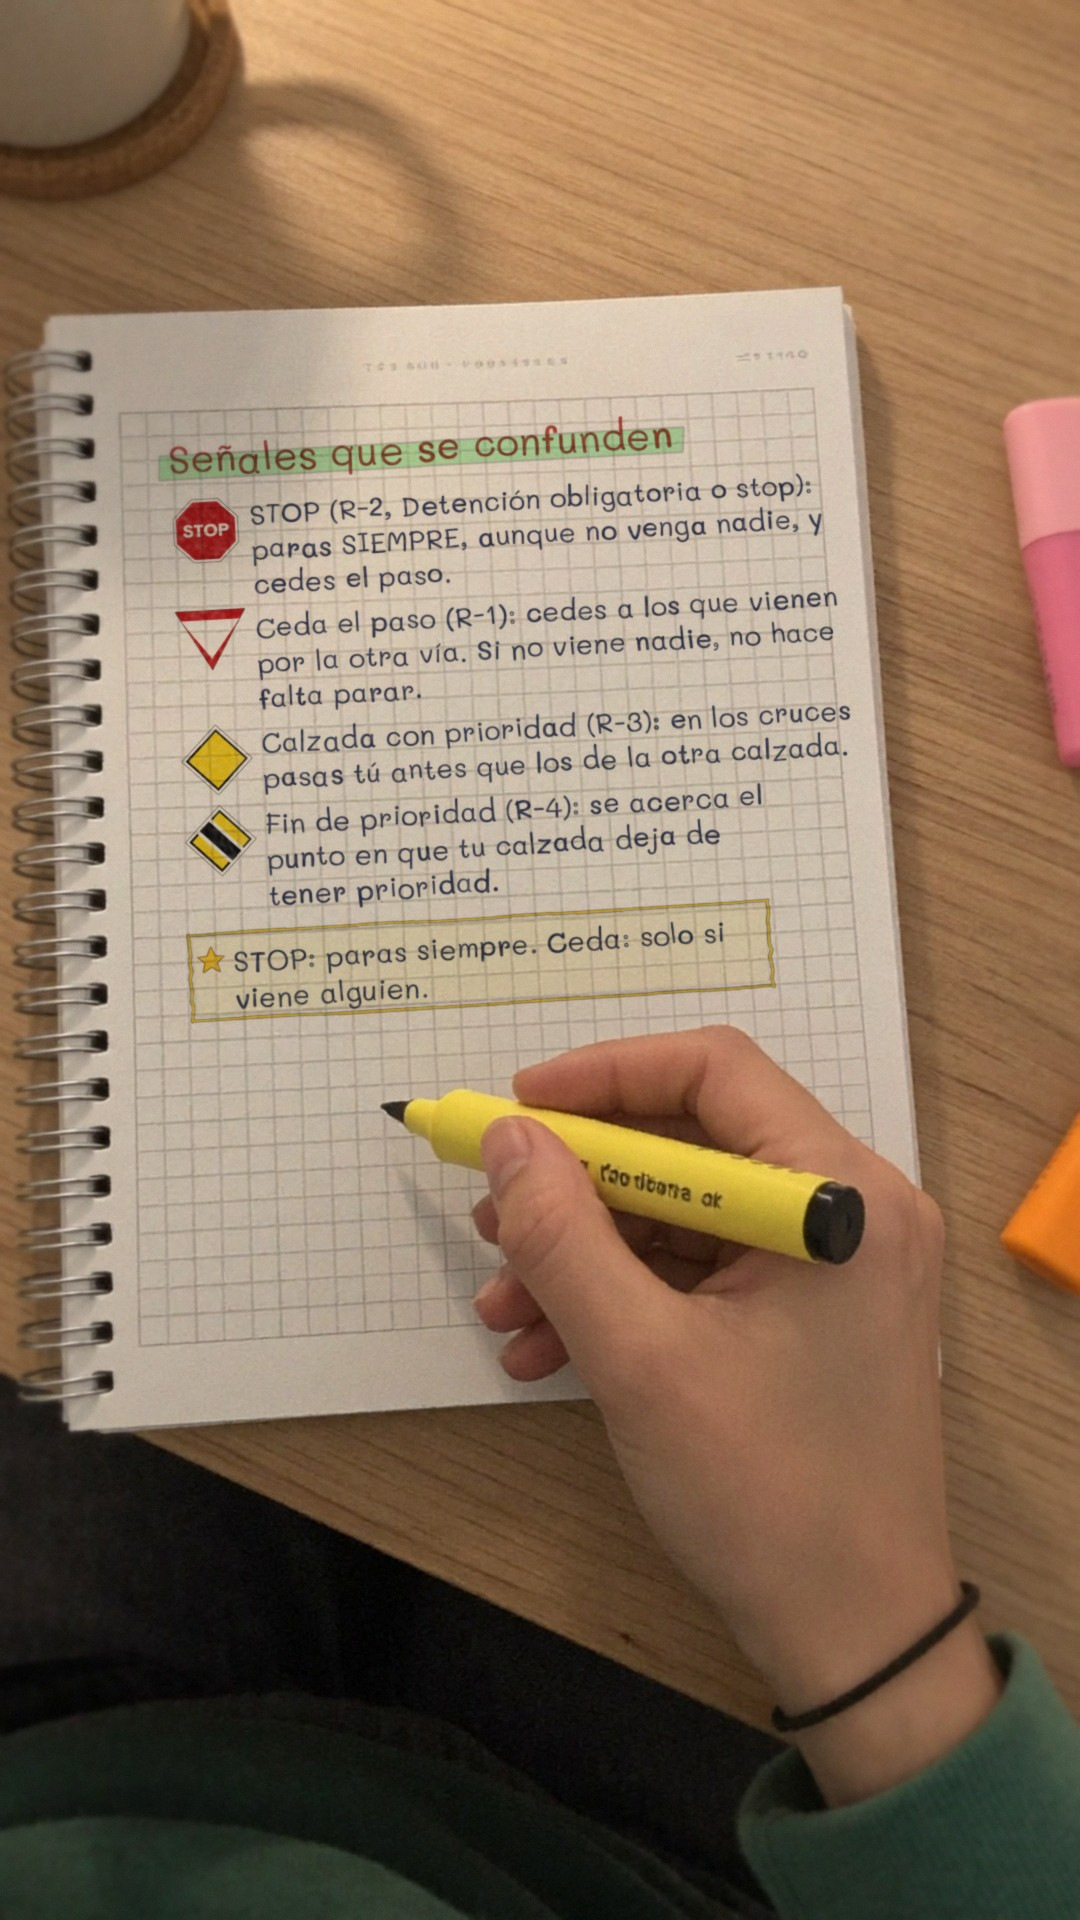 Señales que se confunden
STOP
STOP (R-2, Detención obligatoria o stop):
paras SIEMPRE, aunque no venga nadie, y
cedes el paso.
Ceda el paso (R-1): cedes a los que vienen
por la otra vía. Si no viene nadie, no hace
falta parar.
Calzada con prioridad (R-3): en los cruces
pasas tú antes que los de la otra calzada.
Fin de prioridad (R-4): se acerca el
punto en que tu calzada deja de
tener prioridad.
STOP: paras siempre. Ceda: solo si
viene alguien.